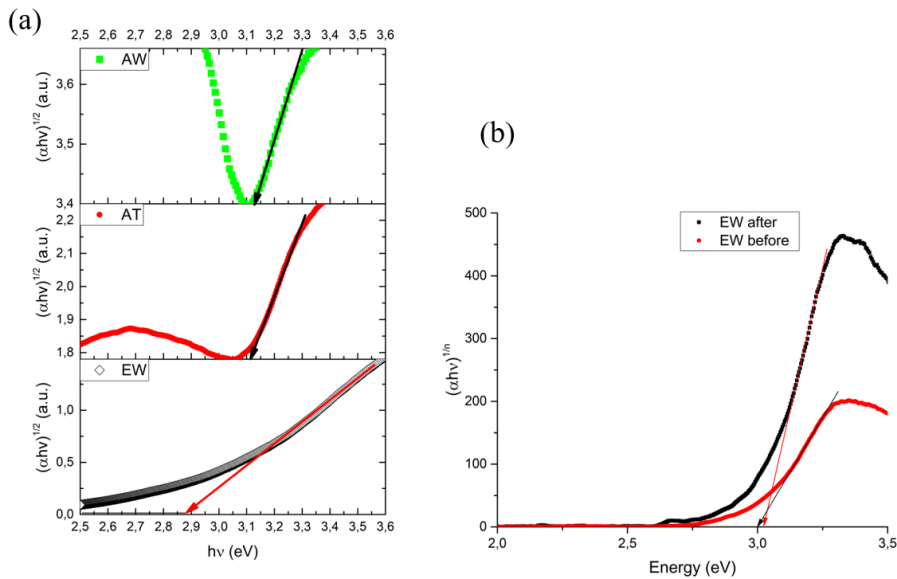 (a)
2,5 2,6 2,7 2,8 2,9 3,0 3,1 3,2 3,3 3,4 3,5 3,6
AW
3,6
3,5
3,4
(αhν)1/2 (a.u.)
AT
2,2
2,1
2,0
1,9
1,8
(αhν)1/2 (a.u.)
EW
1,0
0,5
0,0
(αhν)1/2 (a.u.)
2,5 2,6 2,7 2,8 2,9 3,0 3,1 3,2 3,3 3,4 3,5 3,6
hν (eV)
(b)
EW after
EW before
500
400
300
200
100
0
(αhν)1/n
2,0 2,5 3,0 3,5
Energy (eV)